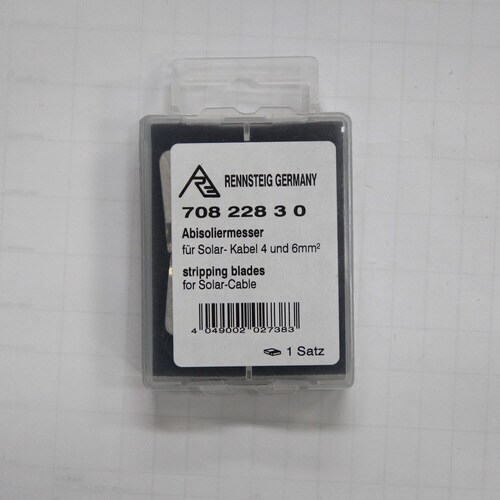 RE RENNSTEIG GERMANY
708 228 3 0
Abisoliermesser
für Solar- Kabel 4 und 6mm²
stripping blades
for Solar-Cable
4 049002 027383
1 Satz